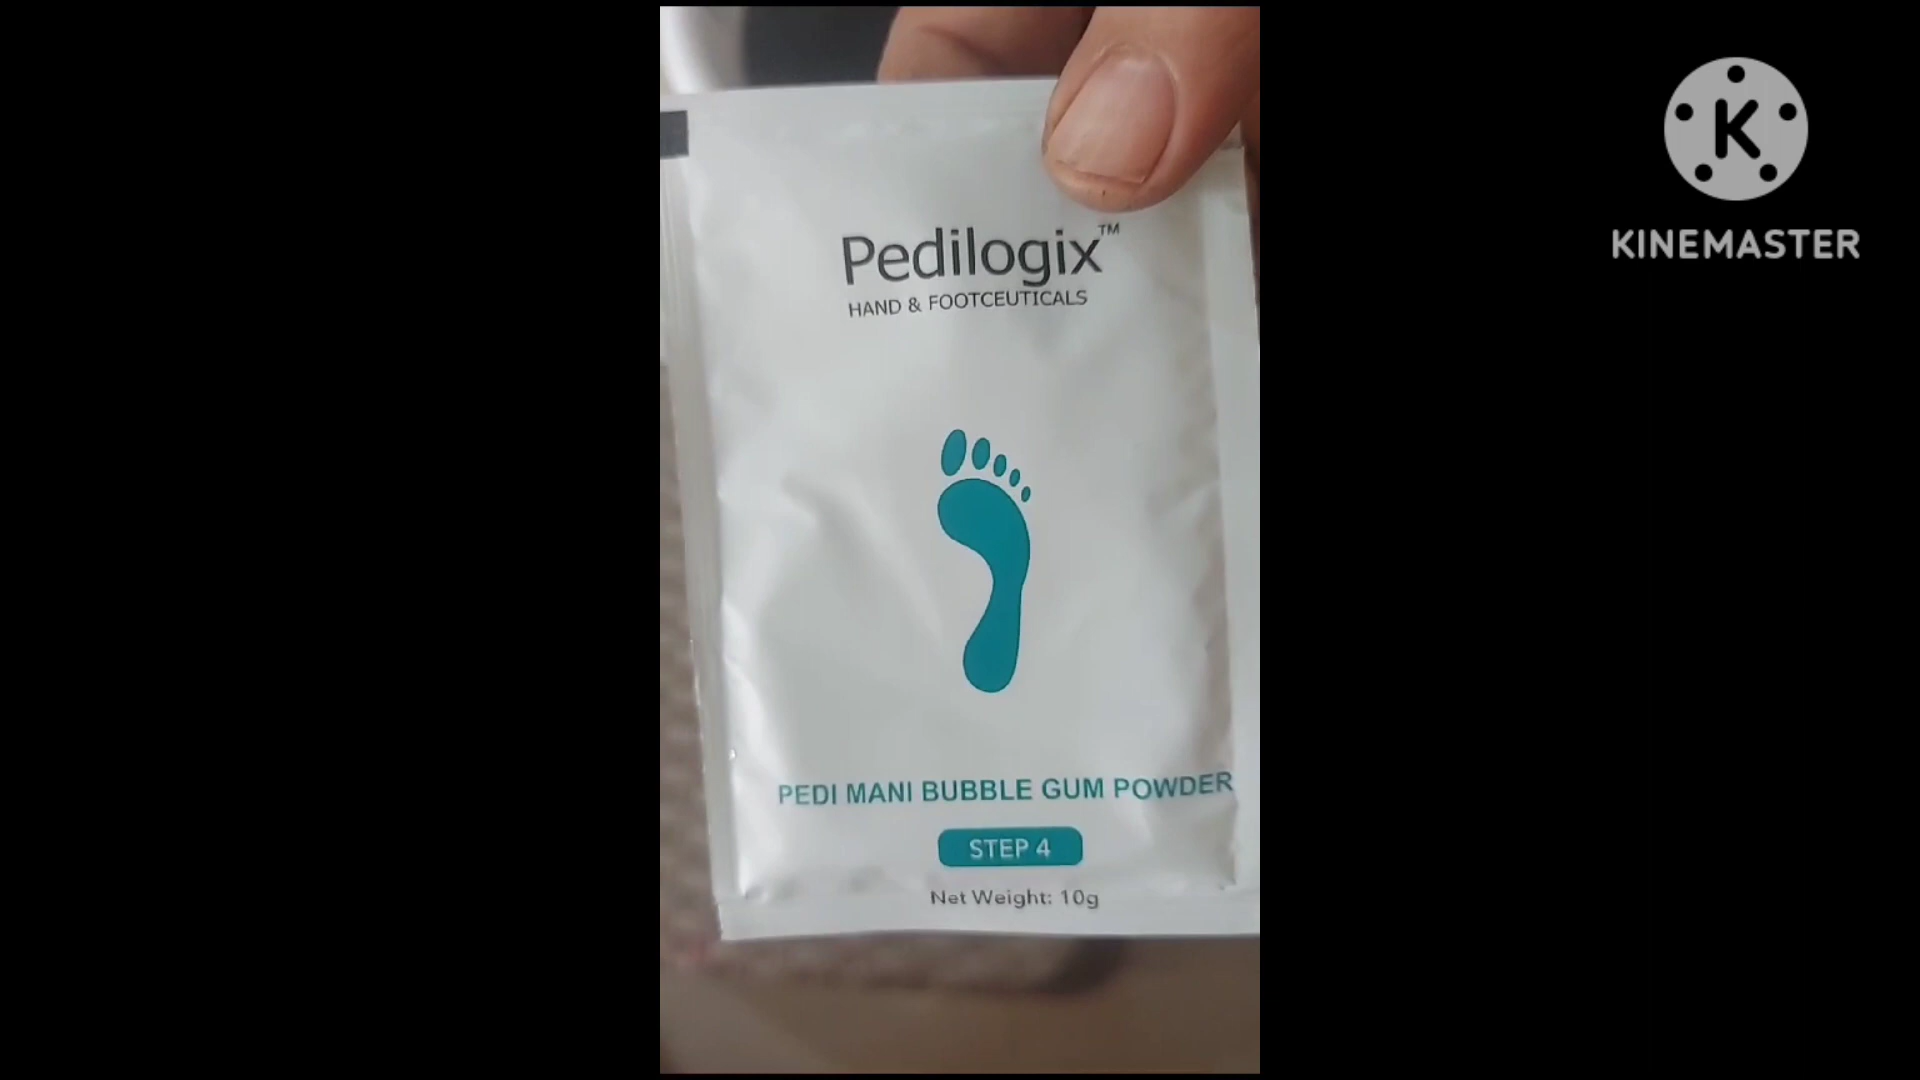 Pedilogix™
HAND & FOOTCEUTICALS
PEDI MANI BUBBLE GUM POWDER
STEP 4
Net Weight: 10g
K
KINEMASTER